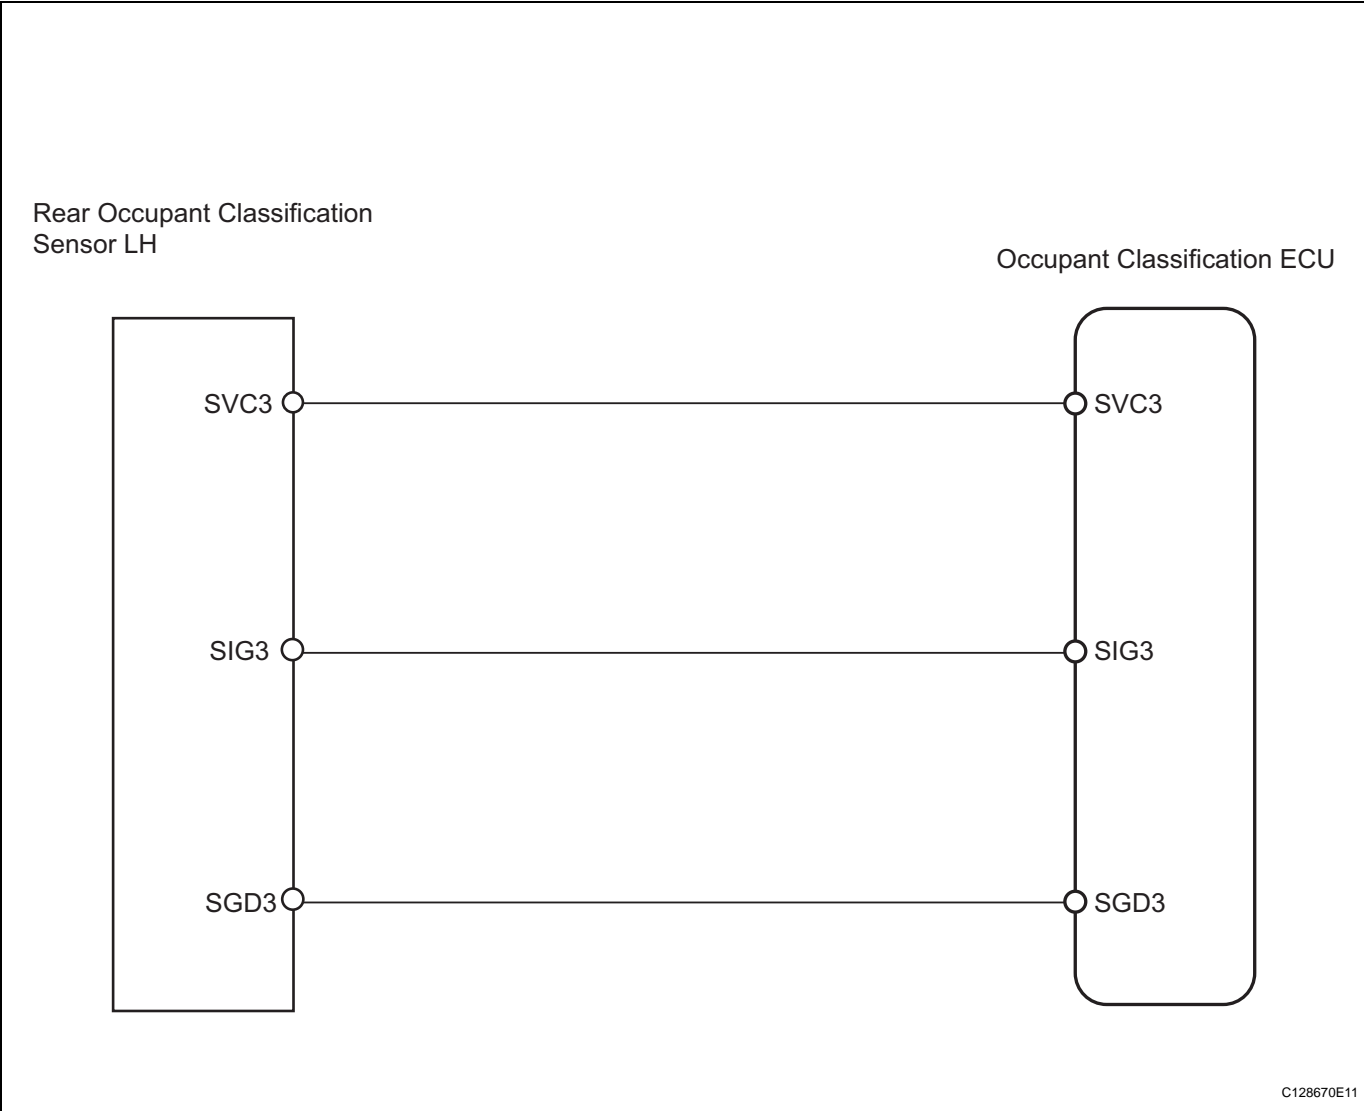 Rear Occupant Classification
Sensor LH
Occupant Classification ECU
SVC3
SVC3
SIG3
SIG3
SGD3
SGD3
C128670E11